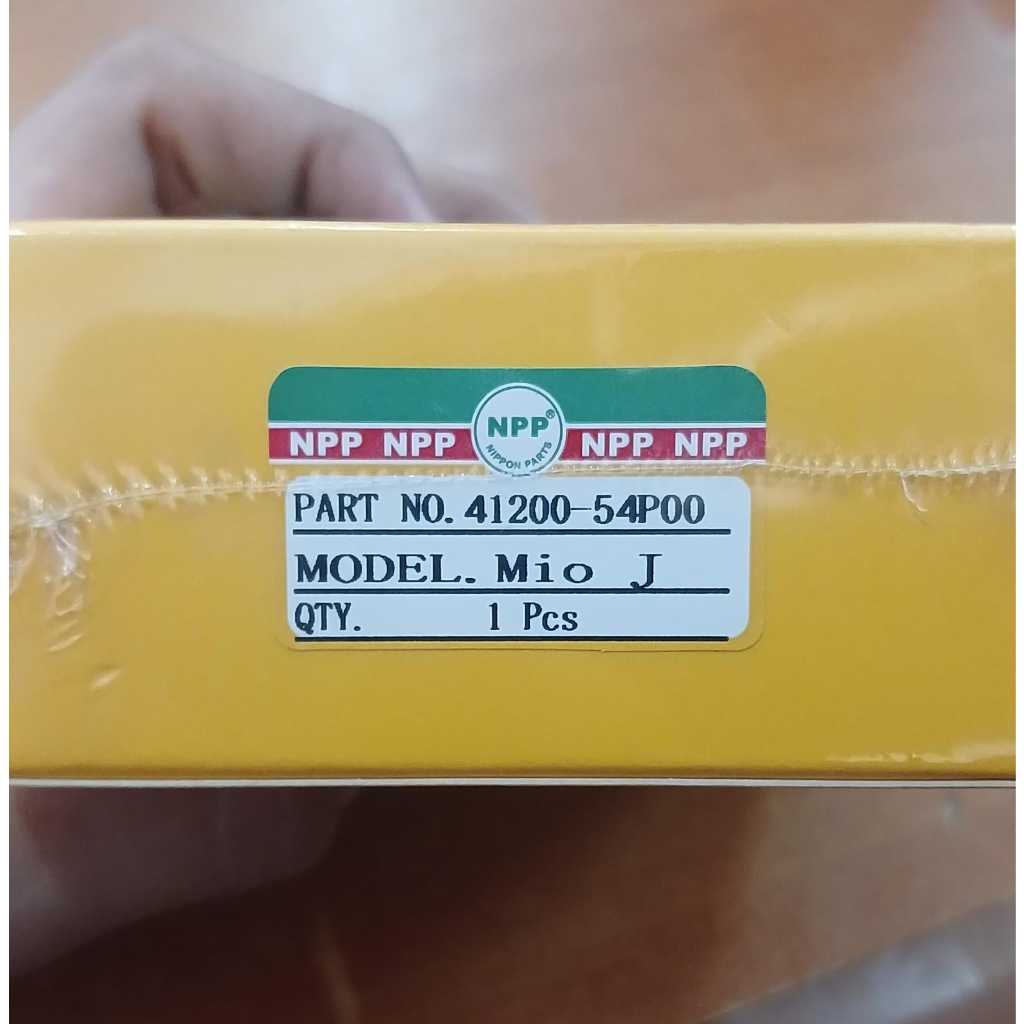 NPP NPP NPP® NPP NPP
NIPPON PARTS
PART NO. 41200-54P00
MODEL. Mio J
QTY. 1 Pcs